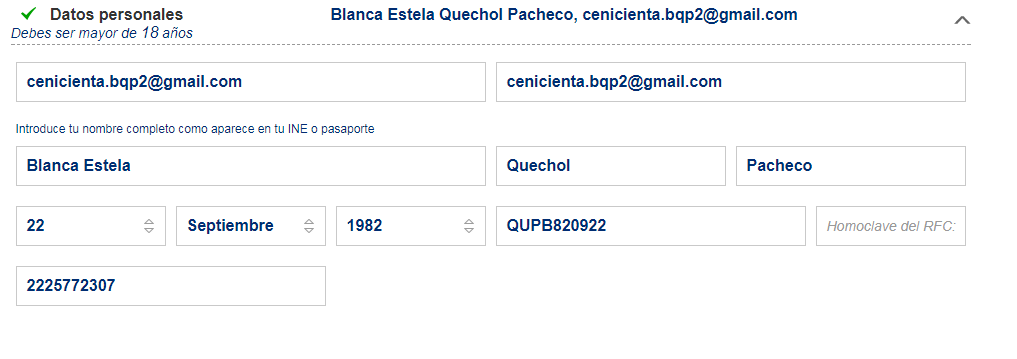 Datos personales Blanca Estela Quechol Pacheco, cenicienta.bqp2@gmail.com
Debes ser mayor de 18 años
cenicienta.bqp2@gmail.com cenicienta.bqp2@gmail.com
Introduce tu nombre completo como aparece en tu INE o pasaporte
Blanca Estela Quechol Pacheco
22 Septiembre 1982 QUPB820922 Homoclave del RFC:
2225772307